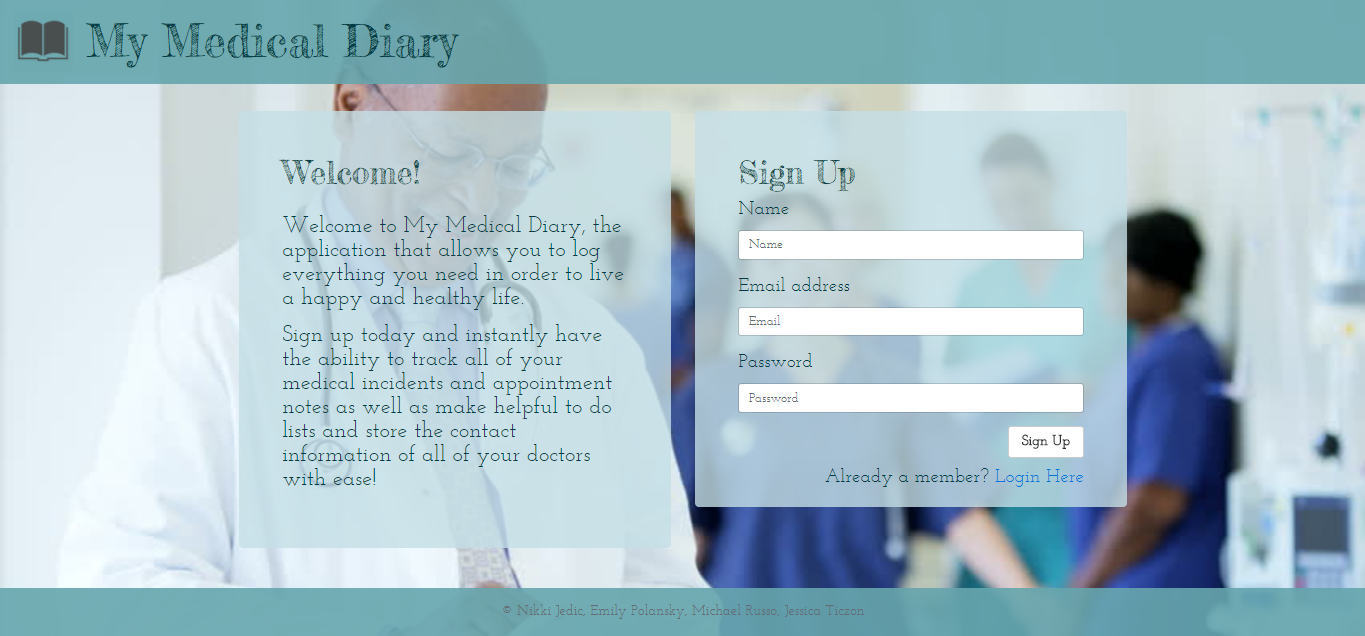 My Medical Diary
Welcome!
Welcome to My Medical Diary, the
application that allows you to log
everything you need in order to live
a happy and healthy life.
Sign up today and instantly have
the ability to track all of your
medical incidents and appointment
notes as well as make helpful to do
lists and store the contact
information of all of your doctors
with ease!
Sign Up
Name
Name
Email address
Email
Password
Password
Sign Up
Already a member? Login Here
© Nikki Jedic, Emily Polansky, Michael Russo, Jessica Ticzon